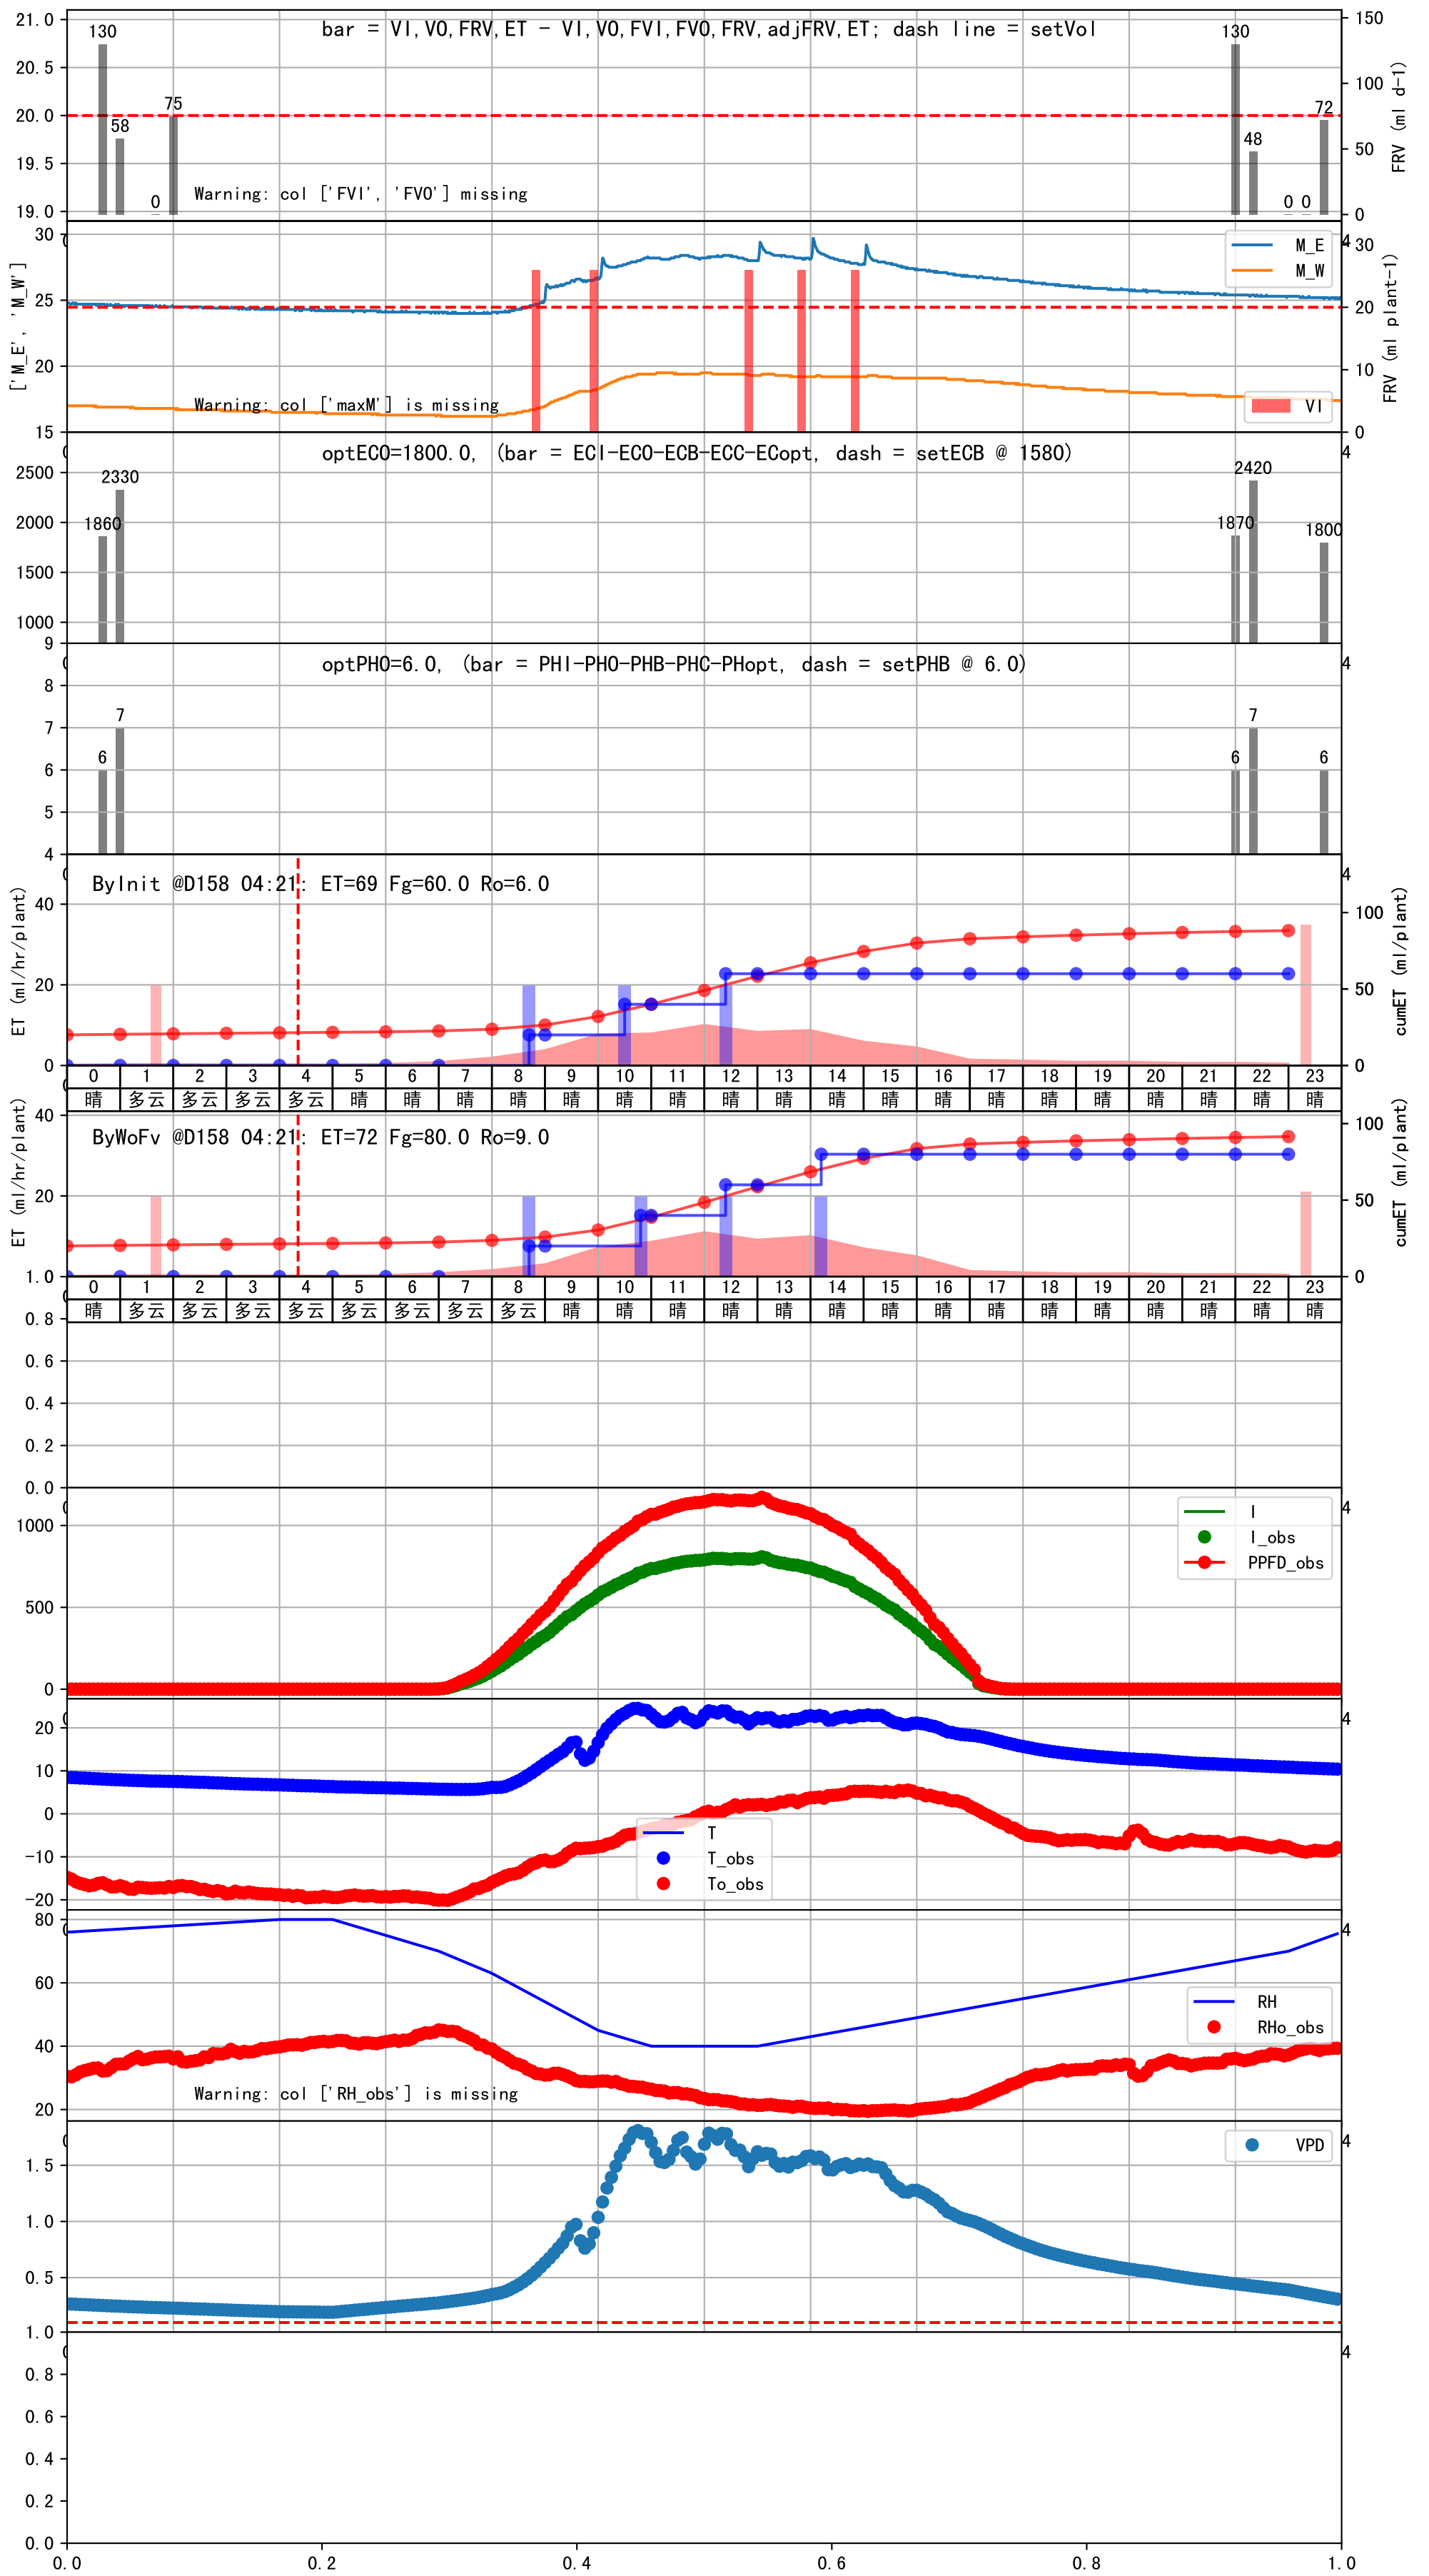 bar = VI,VO,FRV,ET - VI,VO,FVI,FVO,FRV,adjFRV,ET; dash line = setVol
21.0
20.5
20.0
19.5
19.0
130
58
0
75
130
48
0 0
72
150
100
50
0
FRV (ml d-1)
Warning: col ['FVI', 'FVO'] missing
['M_E', 'M_W']
30
25
20
15
M_E
M_W
VI
4
30
20
10
0
FRV (ml plant-1)
Warning: col ['maxM'] is missing
optECO=1800.0, (bar = ECI-ECO-ECB-ECC-ECopt, dash = setECB @ 1580)
4
2500
2000
1500
1000
1860
2330
1870
2420
1800
optPHO=6.0, (bar = PHI-PHO-PHB-PHC-PHopt, dash = setPHB @ 6.0)
4
9
8
7
6
5
4
6
7
6
7
6
ByInit @D158 04:21: ET=69 Fg=60.0 Ro=6.0
4
ET (ml/hr/plant)
40
20
0
100
50
0
cumET (ml/plant)
0 1 2 3 4 5 6 7 8 9 10 11 12 13 14 15 16 17 18 19 20 21 22 23
晴 多云 多云 多云 多云 晴 晴 晴 晴 晴 晴 晴 晴 晴 晴 晴 晴 晴 晴 晴 晴 晴 晴 晴
ByWoFv @D158 04:21: ET=72 Fg=80.0 Ro=9.0
ET (ml/hr/plant)
40
20
100
50
0
cumET (ml/plant)
0 1 2 3 4 5 6 7 8 9 10 11 12 13 14 15 16 17 18 19 20 21 22 23
晴 多云 多云 多云 多云 多云 多云 多云 多云 晴 晴 晴 晴 晴 晴 晴 晴 晴 晴 晴 晴 晴 晴 晴
1.0
0.8
0.6
0.4
0.2
0.0
4
1000
500
0
I
I_obs
PPFD_obs
4
20
10
0
-10
-20
T
T_obs
To_obs
4
80
60
40
20
RH
RHo_obs
Warning: col ['RH_obs'] is missing
4
1.5
1.0
0.5
VPD
4
1.0
0.8
0.6
0.4
0.2
0.0
0.0 0.2 0.4 0.6 0.8 1.0